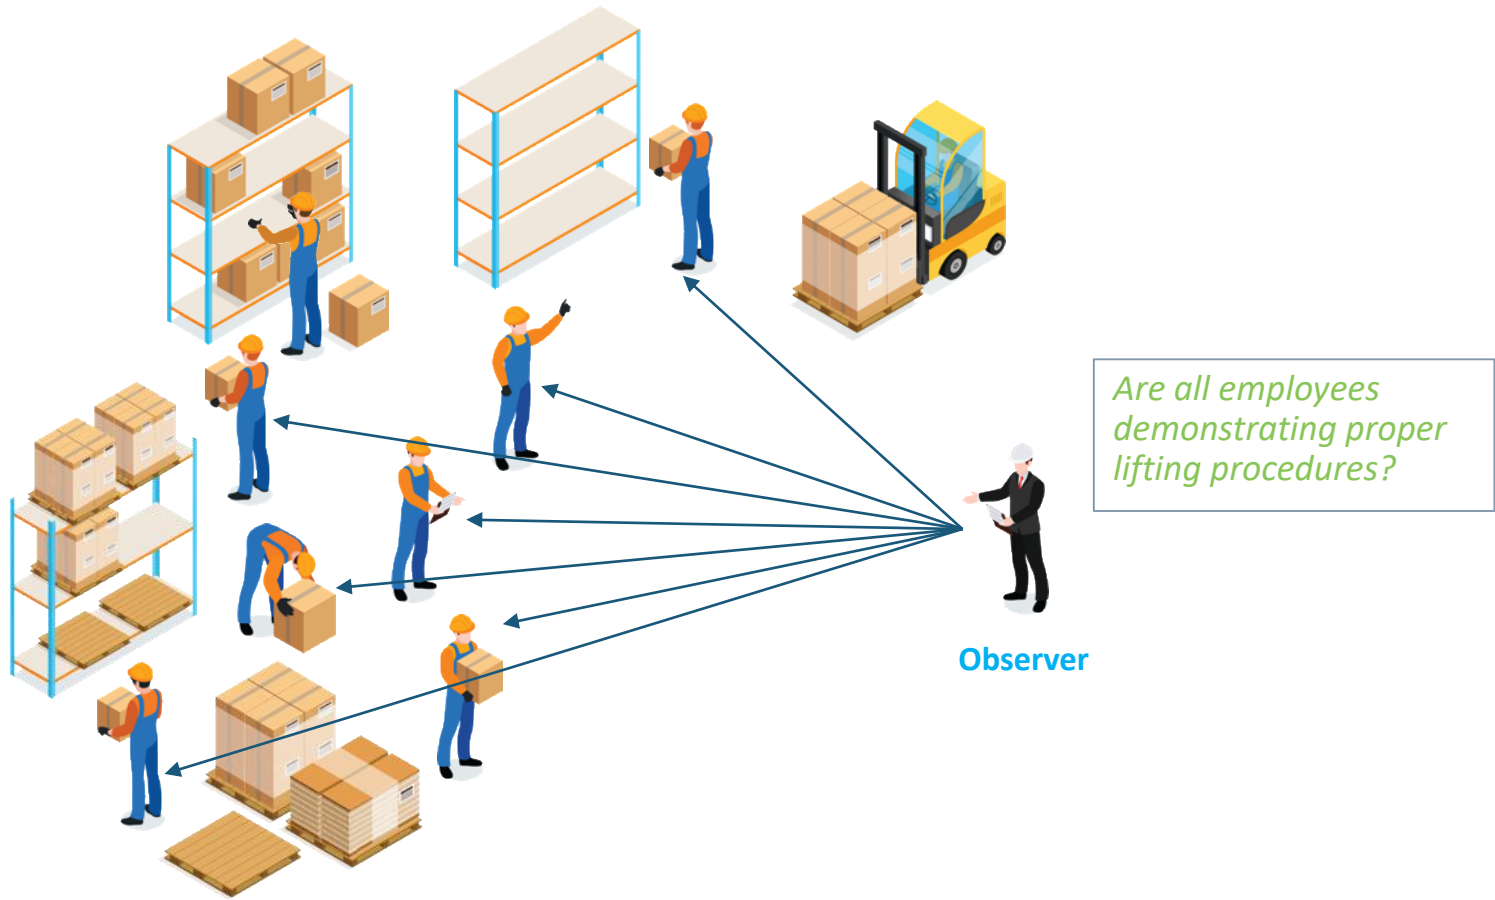 Are all employees
demonstrating proper
lifting procedures?
Observer